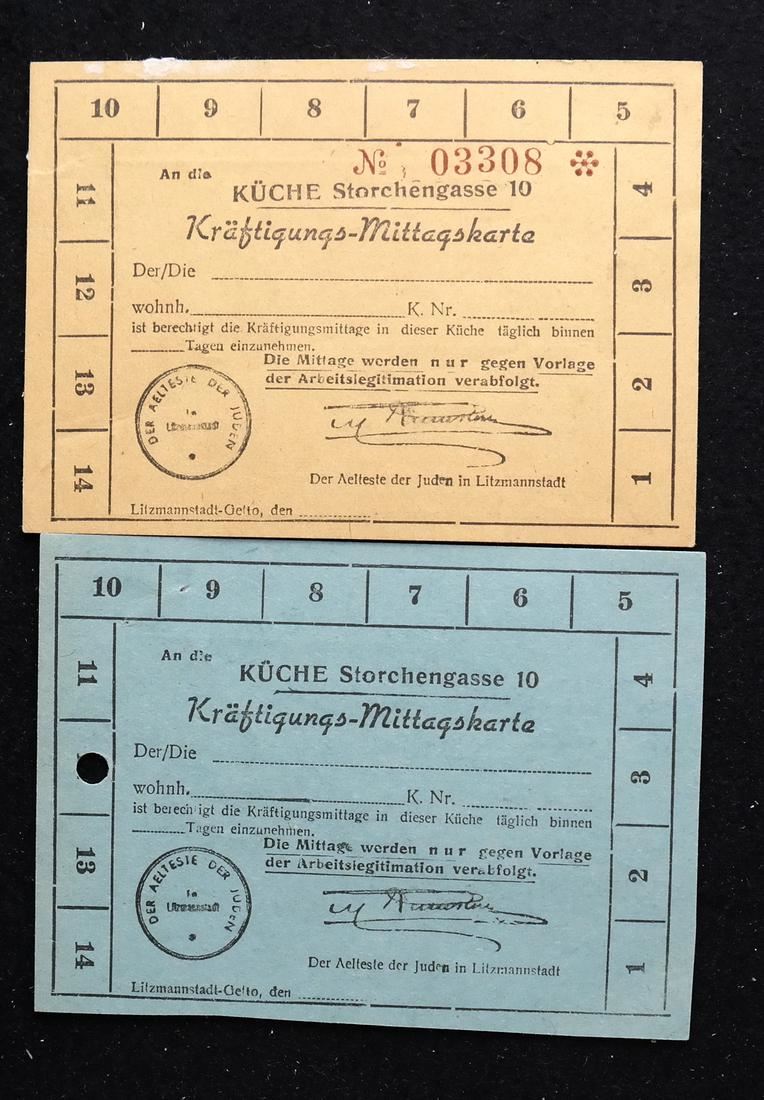 10 9 8 7 6 5
№ 03308
An die
KÜCHE Storchengasse 10
Kräftigungs-Mittagskarte
Der/Die
wohnh. K. Nr.
ist berechtigt die Kräftigungsmittage in dieser Küche täglich binnen
Tagen einzunehmen.
Die Mittage werden nur gegen Vorlage
der Arbeitslegitimation verabfolgt.
DER AELTESTE DER JUDEN
in
Litzmannstadt
Der Aelteste der Juden in Litzmannstadt
Litzmannstadt-Getto, den
11
12
13
14
4
3
2
1
10 9 8 7 6 5
An die
KÜCHE Storchengasse 10
Kräftigungs-Mittagskarte
Der/Die
wohnh. K. Nr.
ist berechtigt die Kräftigungsmittage in dieser Küche täglich binnen
Tagen einzunehmen.
Die Mittage werden nur gegen Vorlage
der Arbeitslegitimation verabfolgt.
DER AELTESTE DER JUDEN
in
Litzmannstadt
Der Aelteste der Juden in Litzmannstadt
Litzmannstadt-Getto, den
11
13
14
4
3
2
1